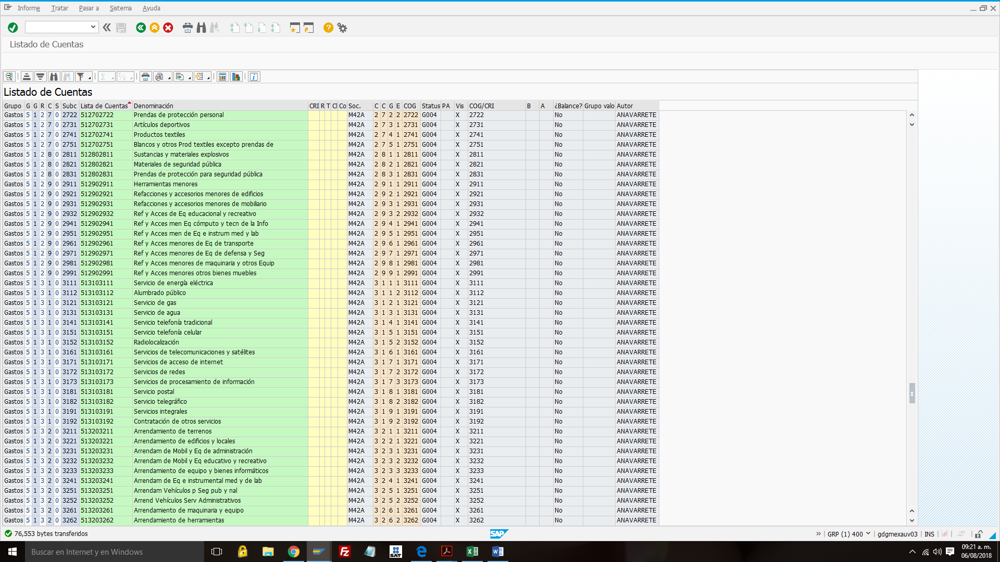 Informe Tratar Pasar a Sistema Ayuda
Listado de Cuentas
Listado de Cuentas
Grupo G G R C S Subc Lista de Cuentas Denominación CRI R T Cl Co Soc. C C G E COG Status PA Vis COG/CRI B A ¿Balance? Grupo valo Autor
Gastos 5 1 2 7 0 2722 512702722 Prendas de protección personal M42A 2 7 2 2 2722 G004 X 2722 No ANAVARRETE
Gastos 5 1 2 7 0 2731 512702731 Artículos deportivos M42A 2 7 3 1 2731 G004 X 2731 No ANAVARRETE
Gastos 5 1 2 7 0 2741 512702741 Productos textiles M42A 2 7 4 1 2741 G004 X 2741 No ANAVARRETE
Gastos 5 1 2 7 0 2751 512702751 Blancos y otros Prod textiles excepto prendas de M42A 2 7 5 1 2751 G004 X 2751 No ANAVARRETE
Gastos 5 1 2 8 0 2811 512802811 Sustancias y materiales explosivos M42A 2 8 1 1 2811 G004 X 2811 No ANAVARRETE
Gastos 5 1 2 8 0 2821 512802821 Materiales de seguridad pública M42A 2 8 2 1 2821 G004 X 2821 No ANAVARRETE
Gastos 5 1 2 8 0 2831 512802831 Prendas de protección para seguridad pública M42A 2 8 3 1 2831 G004 X 2831 No ANAVARRETE
Gastos 5 1 2 9 0 2911 512902911 Herramientas menores M42A 2 9 1 1 2911 G004 X 2911 No ANAVARRETE
Gastos 5 1 2 9 0 2921 512902921 Refacciones y accesorios menores de edificios M42A 2 9 2 1 2921 G004 X 2921 No ANAVARRETE
Gastos 5 1 2 9 0 2931 512902931 Refacciones y accesorios menores de mobiliario M42A 2 9 3 1 2931 G004 X 2931 No ANAVARRETE
Gastos 5 1 2 9 0 2932 512902932 Ref y Acces de Eq educacional y recreativo M42A 2 9 3 2 2932 G004 X 2932 No ANAVARRETE
Gastos 5 1 2 9 0 2941 512902941 Ref y Acces men Eq cómputo y tecn de la Info M42A 2 9 4 1 2941 G004 X 2941 No ANAVARRETE
Gastos 5 1 2 9 0 2951 512902951 Ref y Acces men de Eq e instrum med y lab M42A 2 9 5 1 2951 G004 X 2951 No ANAVARRETE
Gastos 5 1 2 9 0 2961 512902961 Ref y Acces menores de Eq de transporte M42A 2 9 6 1 2961 G004 X 2961 No ANAVARRETE
Gastos 5 1 2 9 0 2971 512902971 Ref y Acces menores de Eq de defensa y Seg M42A 2 9 7 1 2971 G004 X 2971 No ANAVARRETE
Gastos 5 1 2 9 0 2981 512902981 Ref y Acces menores de maquinaria y otros Equip M42A 2 9 8 1 2981 G004 X 2981 No ANAVARRETE
Gastos 5 1 2 9 0 2991 512902991 Ref y Acces menores otros bienes muebles M42A 2 9 9 1 2991 G004 X 2991 No ANAVARRETE
Gastos 5 1 3 1 0 3111 513103111 Servicio de energía eléctrica M42A 3 1 1 1 3111 G004 X 3111 No ANAVARRETE
Gastos 5 1 3 1 0 3112 513103112 Alumbrado público M42A 3 1 1 2 3112 G004 X 3112 No ANAVARRETE
Gastos 5 1 3 1 0 3121 513103121 Servicio de gas M42A 3 1 2 1 3121 G004 X 3121 No ANAVARRETE
Gastos 5 1 3 1 0 3131 513103131 Servicio de agua M42A 3 1 3 1 3131 G004 X 3131 No ANAVARRETE
Gastos 5 1 3 1 0 3141 513103141 Servicio telefonía tradicional M42A 3 1 4 1 3141 G004 X 3141 No ANAVARRETE
Gastos 5 1 3 1 0 3151 513103151 Servicio telefonía celular M42A 3 1 5 1 3151 G004 X 3151 No ANAVARRETE
Gastos 5 1 3 1 0 3152 513103152 Radiolocalización M42A 3 1 5 2 3152 G004 X 3152 No ANAVARRETE
Gastos 5 1 3 1 0 3161 513103161 Servicios de telecomunicaciones y satélites M42A 3 1 6 1 3161 G004 X 3161 No ANAVARRETE
Gastos 5 1 3 1 0 3171 513103171 Servicios de acceso de internet M42A 3 1 7 1 3171 G004 X 3171 No ANAVARRETE
Gastos 5 1 3 1 0 3172 513103172 Servicios de redes M42A 3 1 7 2 3172 G004 X 3172 No ANAVARRETE
Gastos 5 1 3 1 0 3173 513103173 Servicios de procesamiento de información M42A 3 1 7 3 3173 G004 X 3173 No ANAVARRETE
Gastos 5 1 3 1 0 3181 513103181 Servicio postal M42A 3 1 8 1 3181 G004 X 3181 No ANAVARRETE
Gastos 5 1 3 1 0 3182 513103182 Servicio telegráfico M42A 3 1 8 2 3182 G004 X 3182 No ANAVARRETE
Gastos 5 1 3 1 0 3191 513103191 Servicios integrales M42A 3 1 9 1 3191 G004 X 3191 No ANAVARRETE
Gastos 5 1 3 1 0 3192 513103192 Contratación de otros servicios M42A 3 1 9 2 3192 G004 X 3192 No ANAVARRETE
Gastos 5 1 3 2 0 3211 513203211 Arrendamiento de terrenos M42A 3 2 1 1 3211 G004 X 3211 No ANAVARRETE
Gastos 5 1 3 2 0 3221 513203221 Arrendamiento de edificios y locales M42A 3 2 2 1 3221 G004 X 3221 No ANAVARRETE
Gastos 5 1 3 2 0 3231 513203231 Arrendam de Mobil y Eq de administración M42A 3 2 3 1 3231 G004 X 3231 No ANAVARRETE
Gastos 5 1 3 2 0 3232 513203232 Arrendam de Mobil y Eq educativo y recreativo M42A 3 2 3 2 3232 G004 X 3232 No ANAVARRETE
Gastos 5 1 3 2 0 3233 513203233 Arrendamiento de equipo y bienes informáticos M42A 3 2 3 3 3233 G004 X 3233 No ANAVARRETE
Gastos 5 1 3 2 0 3241 513203241 Arrendam de Eq e instrumental med y de lab M42A 3 2 4 1 3241 G004 X 3241 No ANAVARRETE
Gastos 5 1 3 2 0 3251 513203251 Arrendam Vehículos p Seg pub y nal M42A 3 2 5 1 3251 G004 X 3251 No ANAVARRETE
Gastos 5 1 3 2 0 3252 513203252 Arrend Vehículos Serv Administrativos M42A 3 2 5 2 3252 G004 X 3252 No ANAVARRETE
Gastos 5 1 3 2 0 3261 513203261 Arrendamiento de maquinaria y equipo M42A 3 2 6 1 3261 G004 X 3261 No ANAVARRETE
Gastos 5 1 3 2 0 3262 513203262 Arrendamiento de herramientas M42A 3 2 6 2 3262 G004 X 3262 No ANAVARRETE
76,553 bytes transferidos SAP GRP (1) 400 gdgmexauv03 INS
Buscar en Internet y en Windows SAT 09:21 a. m.
06/08/2018